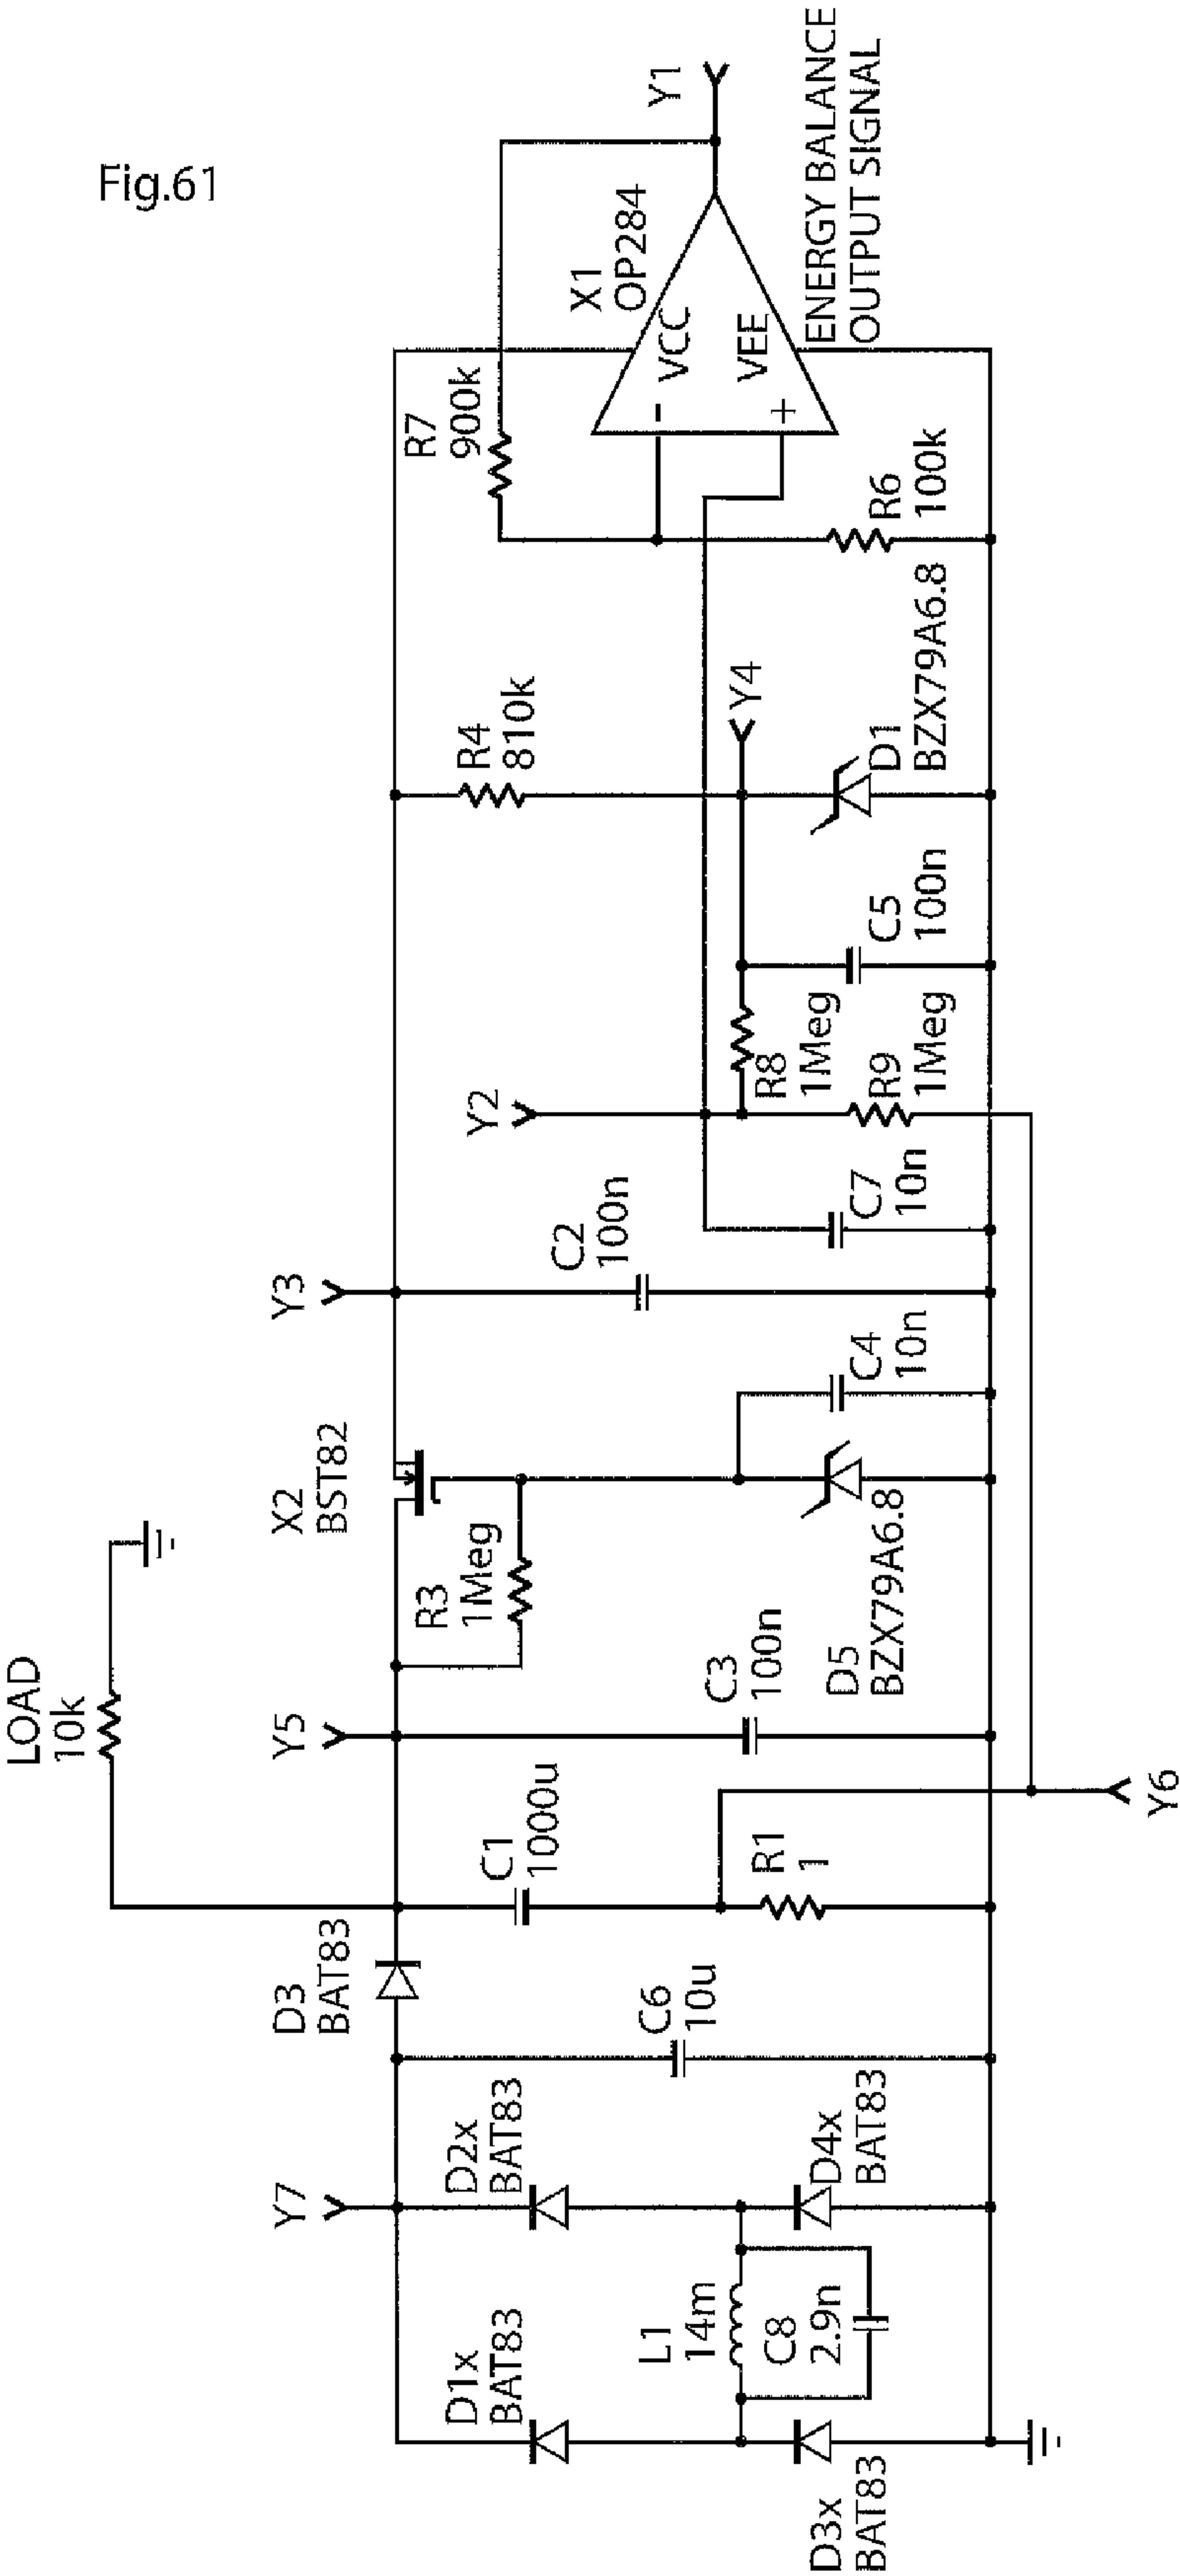 Fig.61
LOAD
10k
D3
BAT83
Y7
D1x
BAT83
D2x
BAT83
L1
14m
C8
2.9n
D3x
BAT83
D4x
BAT83
C6
10u
C1
1000u
R1
1
Y5
C3
100n
Y6
R3
1Meg
X2
BST82
D5
BZX79A6.8
C4
10n
Y3
C2
100n
C7
10n
Y2
R8
1Meg
R9
1Meg
C5
100n
R4
810k
Y4
D1
BZX79A6.8
R7
900k
R6
100k
X1
OP284
VCC
VEE
-
+
Y1
ENERGY BALANCE
OUTPUT SIGNAL